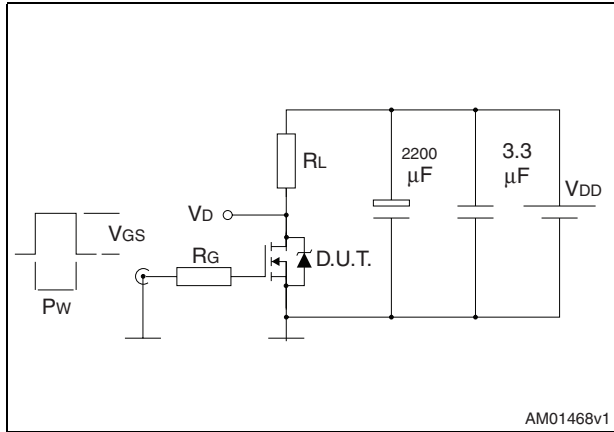 RL
2200
μF
3.3
μF
VDD
VD
VGS
RG
D.U.T.
PW
AM01468v1